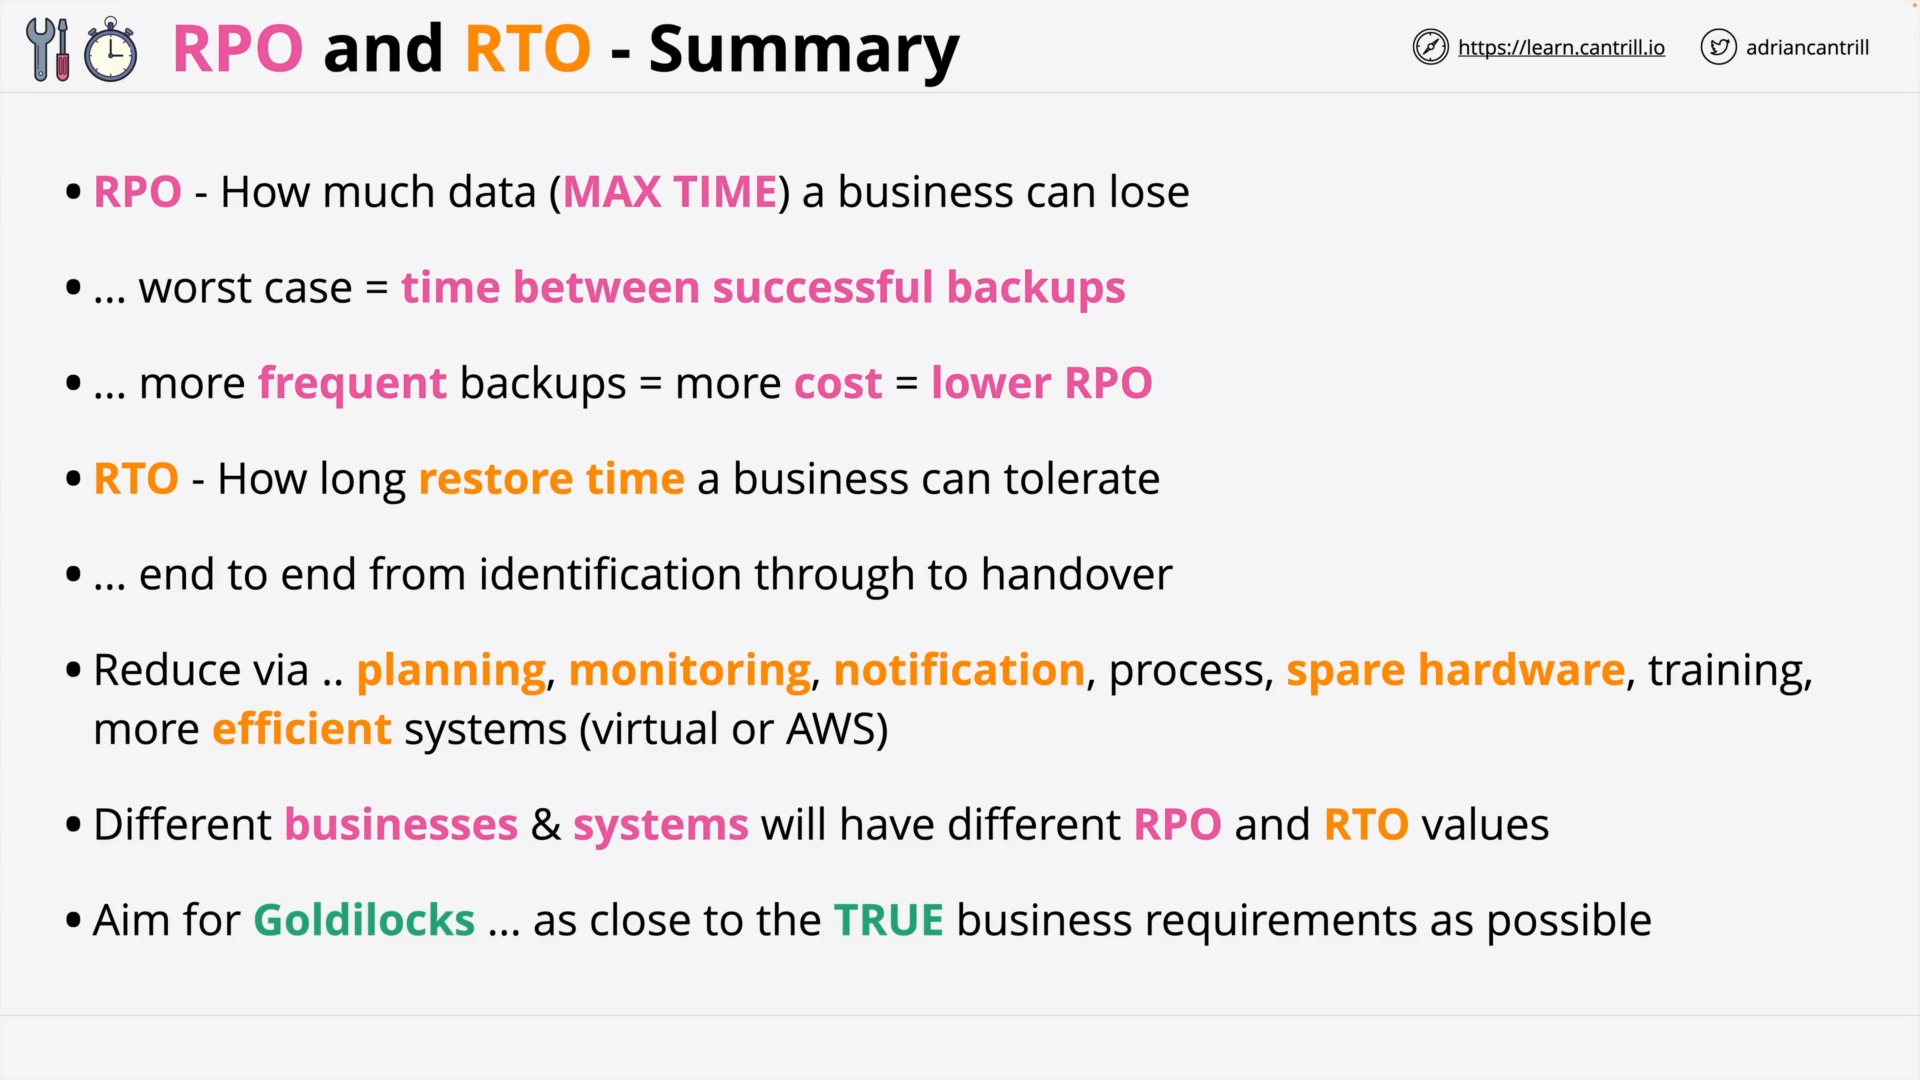 RPO and RTO - Summary
https://learn.cantrill.io
adriancantrill
• RPO - How much data (MAX TIME) a business can lose
• ... worst case = time between successful backups
• ... more frequent backups = more cost = lower RPO
• RTO - How long restore time a business can tolerate
• ... end to end from identification through to handover
• Reduce via .. planning, monitoring, notification, process, spare hardware, training,
more efficient systems (virtual or AWS)
• Different businesses & systems will have different RPO and RTO values
• Aim for Goldilocks ... as close to the TRUE business requirements as possible